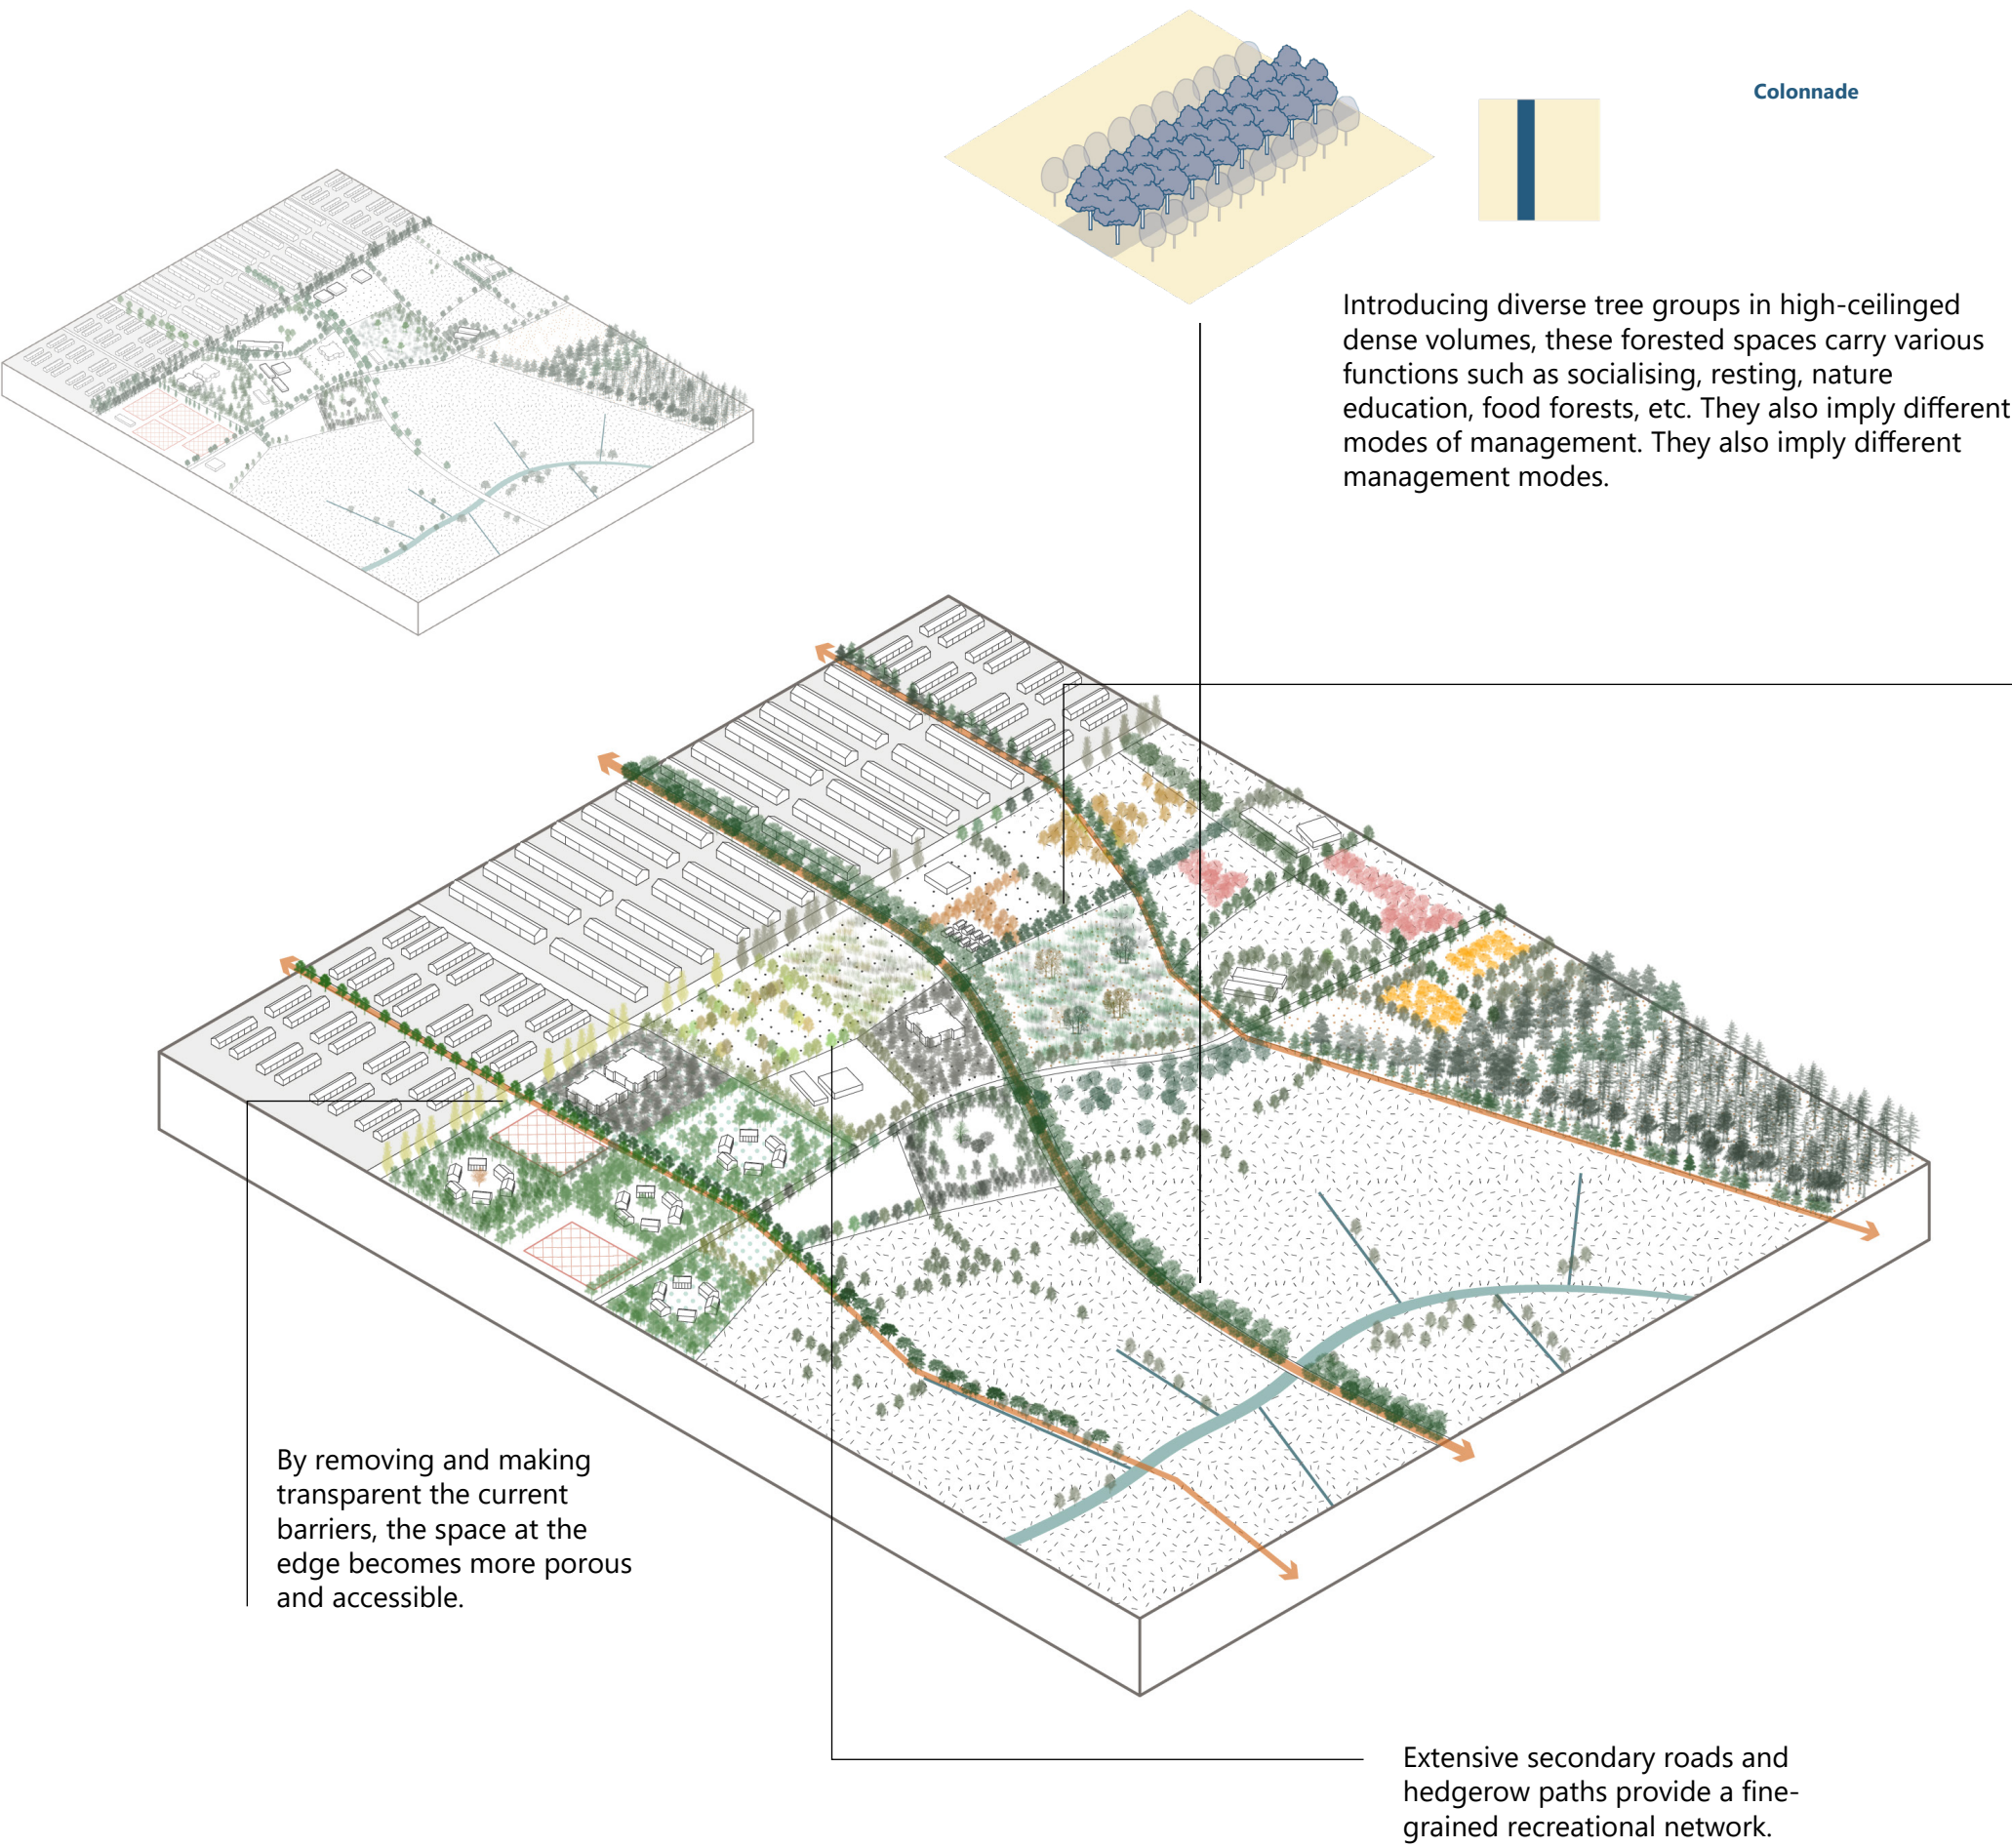 Colonnade
Introducing diverse tree groups in high-ceilinged
dense volumes, these forested spaces carry various
functions such as socialising, resting, nature
education, food forests, etc. They also imply different
modes of management. They also imply different
management modes.
By removing and making
transparent the current
barriers, the space at the
edge becomes more porous
and accessible.
Extensive secondary roads and
hedgerow paths provide a fine-
grained recreational network.